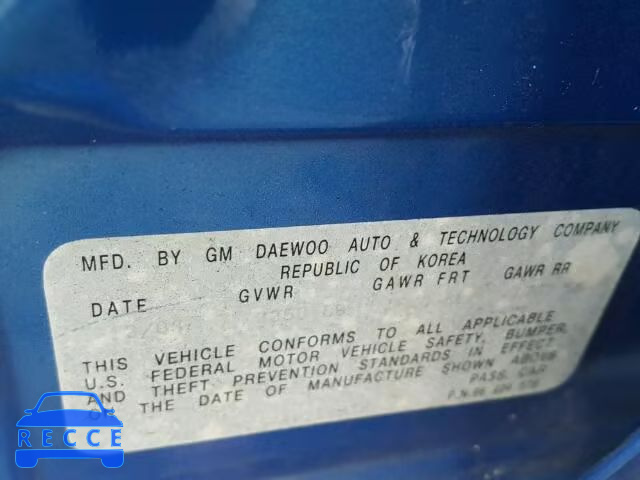 MFD. BY GM DAEWOO AUTO & TECHNOLOGY COMPANY
REPUBLIC OF KOREA
DATE GVWR GAWR FRT GAWR RR
THIS VEHICLE CONFORMS TO ALL APPLICABLE
U.S. FEDERAL MOTOR VEHICLE SAFETY, BUMPER,
AND THEFT PREVENTION STANDARDS IN EFFECT
ON THE DATE OF MANUFACTURE SHOWN ABOVE
PASS. CAR
RECCE